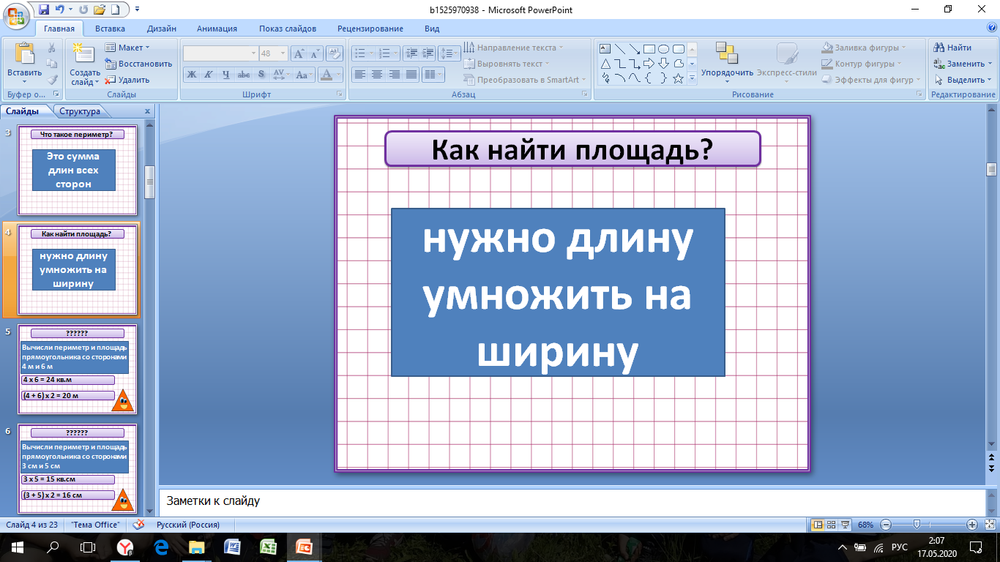 b1525970938 - Microsoft PowerPoint
Главная
Вставка
Дизайн
Анимация
Показ слайдов
Рецензирование
Вид
Вставить
Буфер о...
Создать
слайд
Макет
Восстановить
Удалить
Слайды
48
Ж К Ч abc S AV Aa А
Шрифт
Направление текста
Выровнять текст
Преобразовать в SmartArt
Абзац
Упорядочить
Экспресс-стили
Заливка фигуры
Контур фигуры
Эффекты для фигур
Рисование
Найти
Заменить
Выделить
Редактирование
Слайды
Структура
x
3
Что такое периметр?
Это сумма
длин всех
сторон
4
Как найти площадь?
нужно длину
умножить на
ширину
5
??????
Вычисли периметр и площадь
прямоугольника со сторонами
4 м и 6 м
4 х 6 = 24 кв.м
(4 + 6) х 2 = 20 м
6
??????
Вычисли периметр и площадь
прямоугольника со сторонами
3 см и 5 см
3 х 5 = 15 кв.см
(3 + 5) х 2 = 16 см
Как найти площадь?
нужно длину
умножить на
ширину
Заметки к слайду
Слайд 4 из 23
"Тема Office"
Русский (Россия)
68%
РУС
2:07
17.05.2020